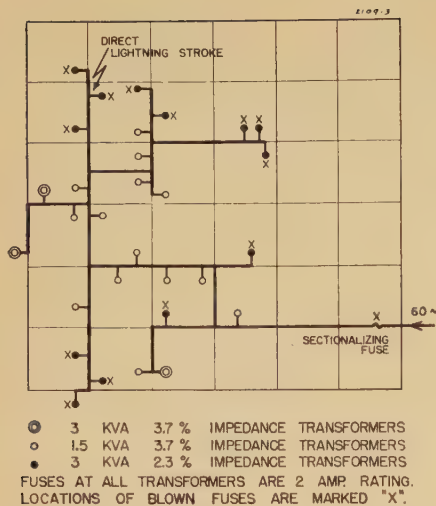 2109-3
DIRECT
LIGHTNING STROKE
X X
X X
X X
X X
X
X
X X
60~
SECTIONALIZING
FUSE
X
X
X
3 KVA 3.7 % IMPEDANCE TRANSFORMERS
1.5 KVA 3.7 % IMPEDANCE TRANSFORMERS
3 KVA 2.3 % IMPEDANCE TRANSFORMERS
FUSES AT ALL TRANSFORMERS ARE 2 AMP. RATING.
LOCATIONS OF BLOWN FUSES ARE MARKED "X".